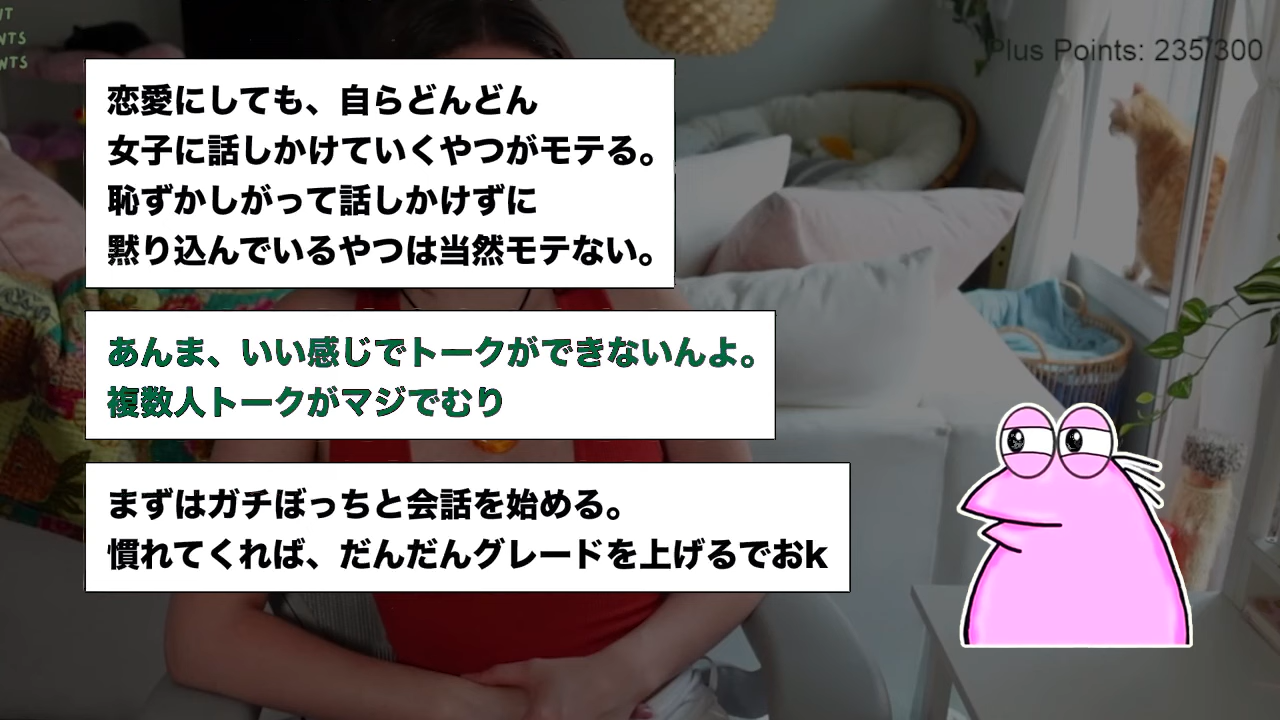 NT
NTS
NTS
Plus Points: 235/300
恋愛にしても、自らどんどん
女子に話しかけていくやつがモテる。
恥ずかしがって話しかけずに
黙り込んでいるやつは当然モテない。
あんま、いい感じでトークができないんよ。
複数人トークがマジでむり
まずはガチぼっちと会話を始める。
慣れてくれば、だんだんグレードを上げるでおk